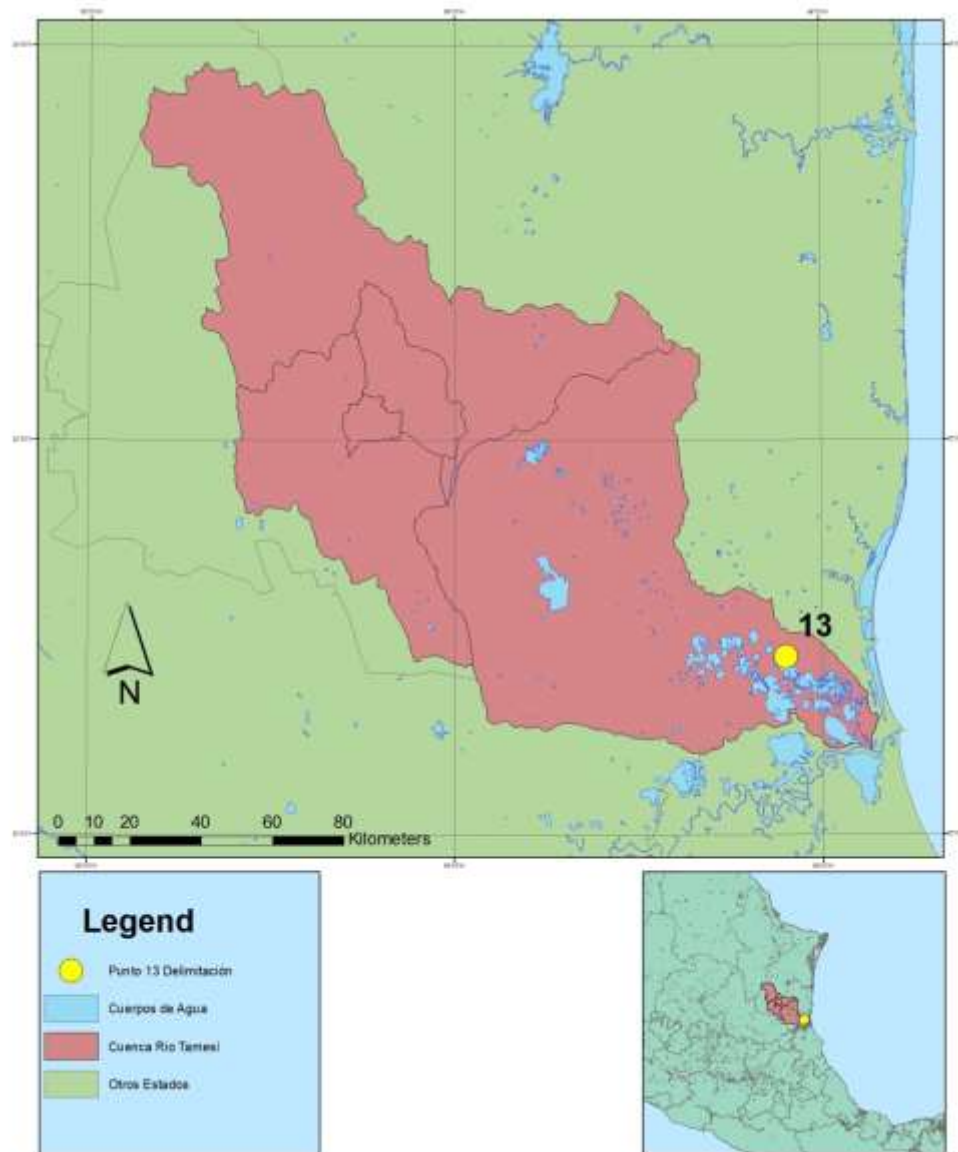 13
N
0 10 20 40 60 80
Kilometers
Legend
Punto 13 Delimitación
Cuerpos de Agua
Cuenca Rio Tamesí
Otros Estados